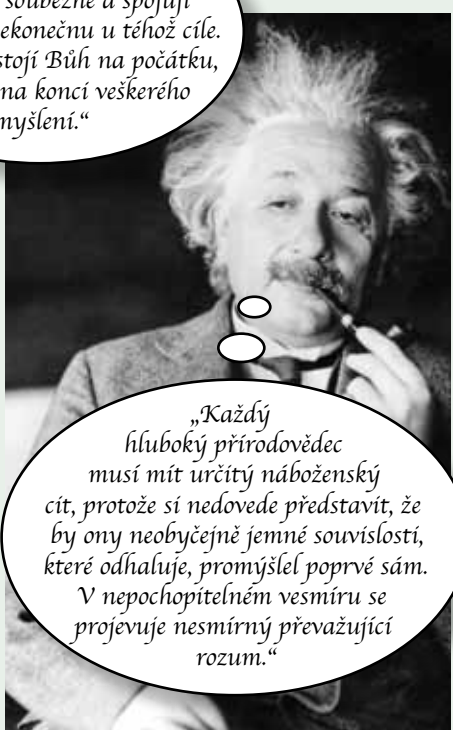 souběžně a spojují
ekonečnu u téhož cíle.
stojí Bůh na počátku,
na konci veškerého
myšlení.“
„Každý
hluboký přírodovědec
musí mít určitý náboženský
cit, protože si nedovede představit, že
by ony neobyčejně jemné souvislosti,
které odhaluje, promýšlel poprvé sám.
V nepochopitelném vesmíru se
projevuje nesmírný převažující
rozum.“